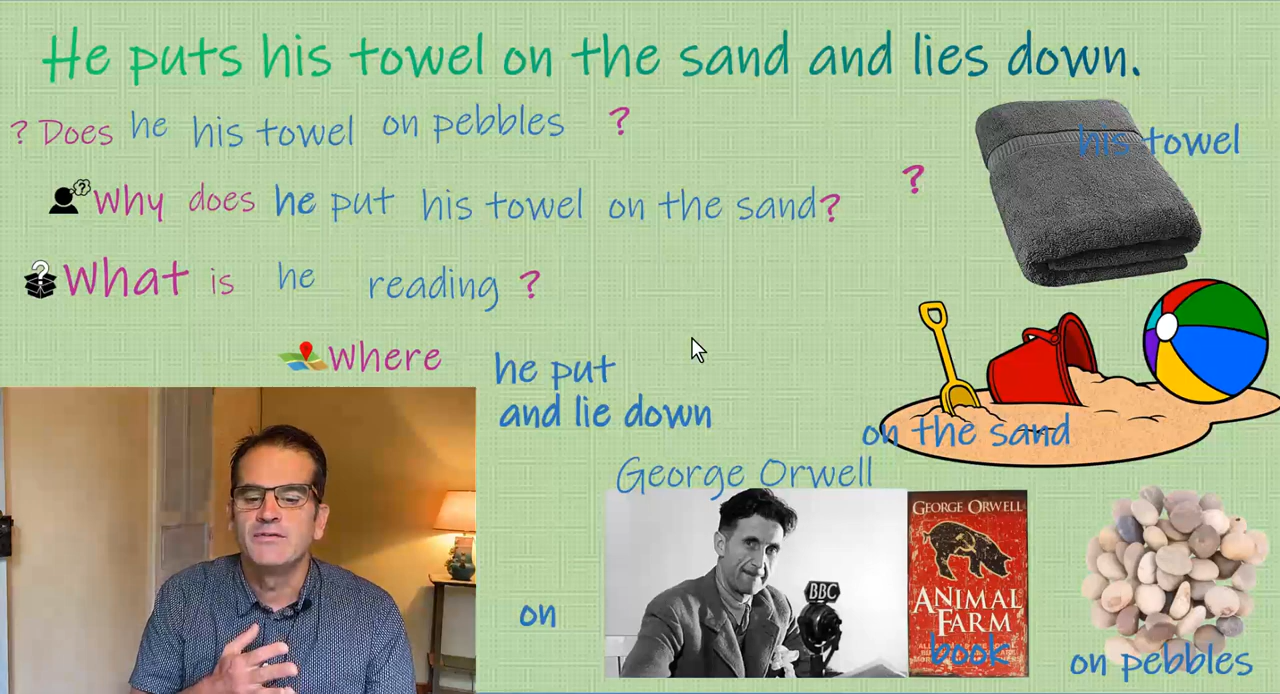 He puts his towel on the sand and lies down.
? Does he his towel on pebbles ?
his towel
Why does he put his towel on the sand?
?
What is he reading ?
Where
he put
and lie down
on the sand
George Orwell
GEORGE ORWELL
BBC
ANIMAL
FARM
on
book
on pebbles